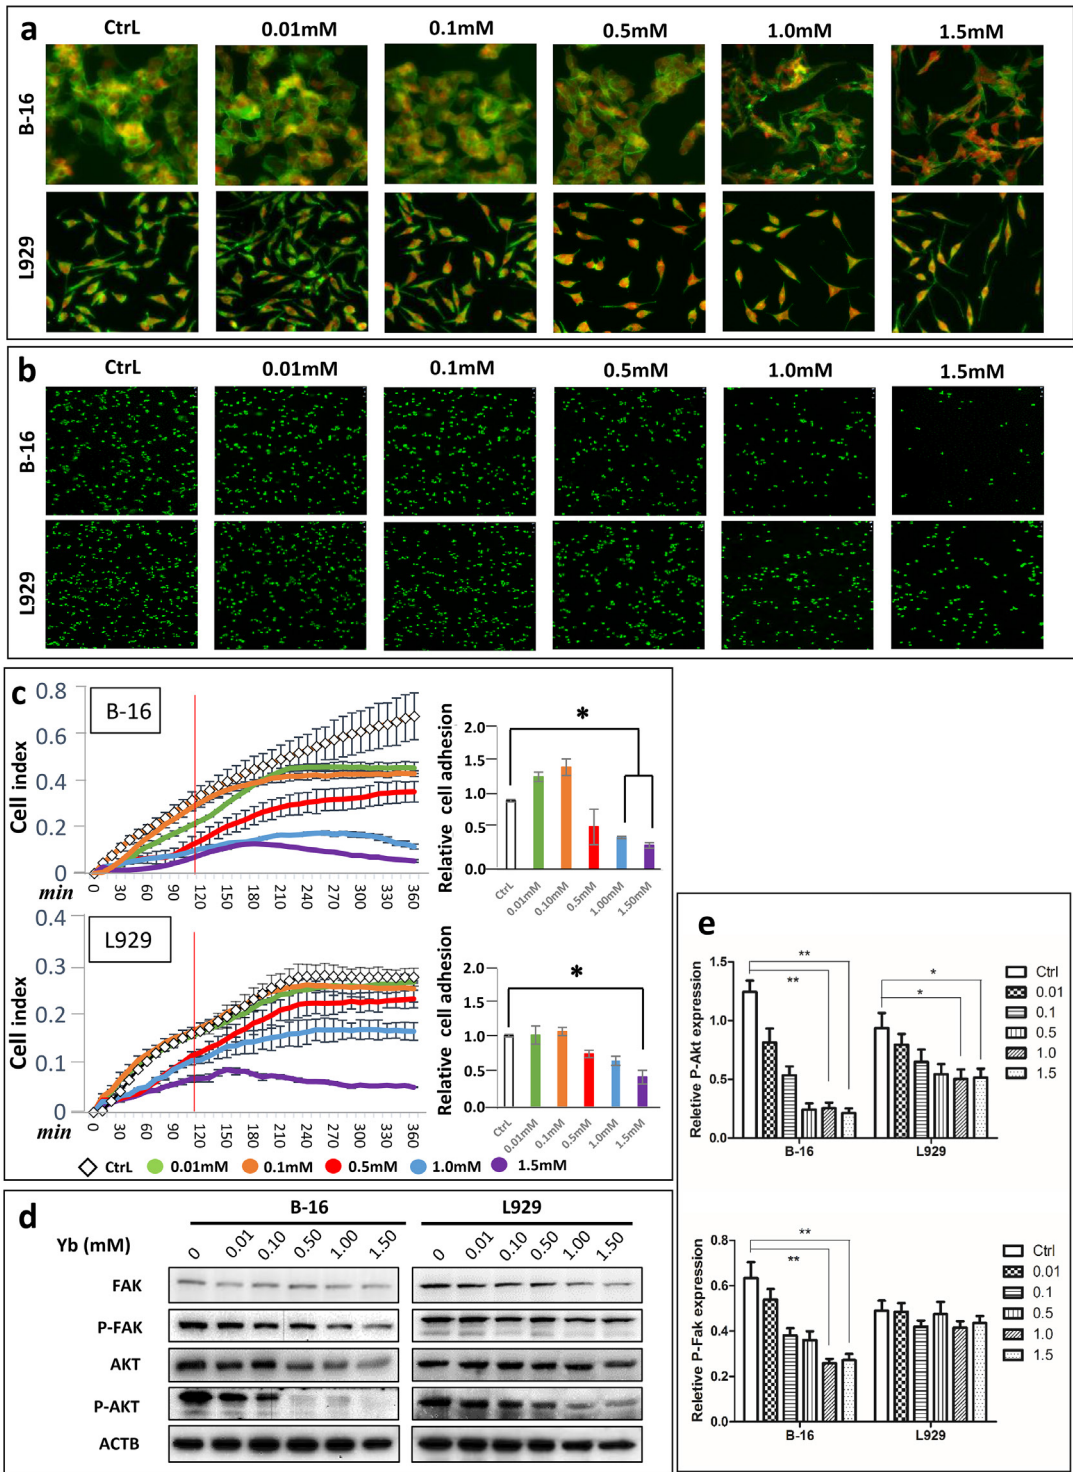 a
CtrL 0.01mM 0.1mM 0.5mM 1.0mM 1.5mM
B-16
L929
b
CtrL 0.01mM 0.1mM 0.5mM 1.0mM 1.5mM
B-16
L929
c
B-16
Cell index
0.8
0.6
0.4
0.2
0
min 0 30 60 90 120 150 180 210 240 270 300 330 360
Relative cell adhesion
*
2.0
1.5
1.0
0.5
0.0
CtrL 0.01mM 0.10mM 0.5mM 1.00mM 1.50mM
L929
Cell index
0.4
0.3
0.2
0.1
0
min 0 30 60 90 120 150 180 210 240 270 300 330 360
Relative cell adhesion
*
2.0
1.5
1.0
0.5
0.0
CtrL 0.01mM 0.1mM 0.5mM 1.0mM 1.5mM
CtrL 0.01mM 0.1mM 0.5mM 1.0mM 1.5mM
d
B-16 L929
Yb (mM) 0 0.01 0.10 0.50 1.00 1.50 0 0.01 0.10 0.50 1.00 1.50
FAK
P-FAK
AKT
P-AKT
ACTB
e
Reletive P-Akt expression
1.5
1.0
0.5
0.0
**
**
*
*
B-16 L929
Ctrl
0.01
0.1
0.5
1.0
1.5
Reletive P-Fak expression
0.8
0.6
0.4
0.2
0.0
**
**
B-16 L929
Ctrl
0.01
0.1
0.5
1.0
1.5